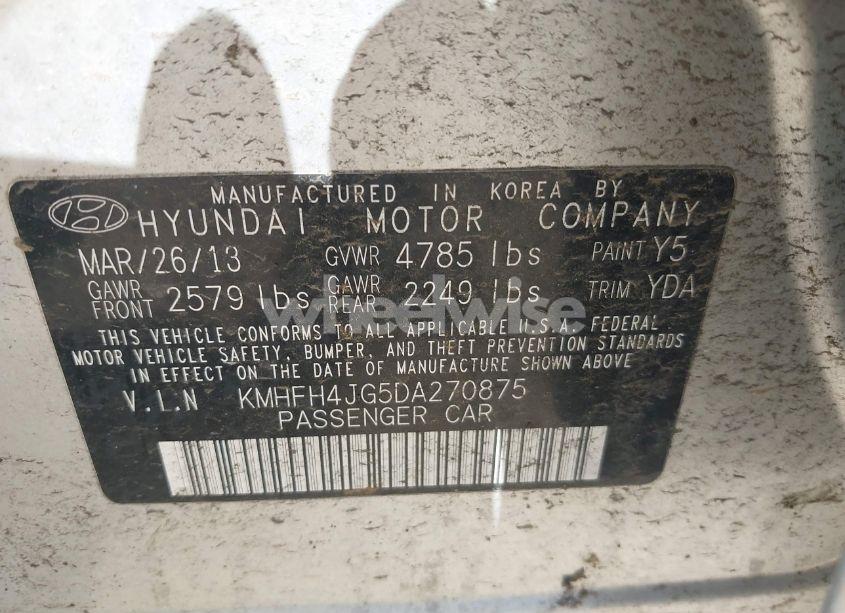 MANUFACTURED IN KOREA BY
HYUNDAI MOTOR COMPANY
MAR/26/13 GVWR 4785 lbs PAINT Y5
GAWR FRONT 2579 lbs GAWR REAR 2249 lbs TRIM YDA
THIS VEHICLE CONFORMS TO ALL APPLICABLE U.S.A. FEDERAL
MOTOR VEHICLE SAFETY, BUMPER, AND THEFT PREVENTION STANDARDS
IN EFFECT ON THE DATE OF MANUFACTURE SHOWN ABOVE
V.I.N KMHFH4JG5DA270875
PASSENGER CAR
wheelwise